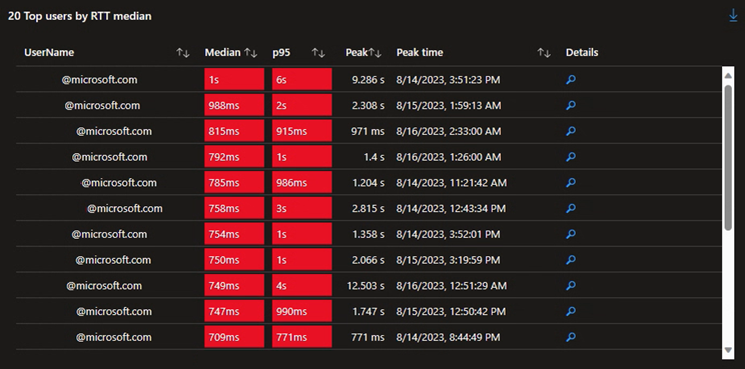 20 Top users by RTT median
UserName Median p95 Peak Peak time Details
@microsoft.com 1s 6s 9.286 s 8/14/2023, 3:51:23 PM
@microsoft.com 988ms 2s 2.308 s 8/15/2023, 1:59:13 AM
@microsoft.com 815ms 915ms 971 ms 8/16/2023, 2:33:00 AM
@microsoft.com 792ms 1s 1.4 s 8/16/2023, 1:26:00 AM
@microsoft.com 785ms 986ms 1.204 s 8/14/2023, 11:21:42 AM
@microsoft.com 758ms 3s 2.815 s 8/14/2023, 12:43:34 PM
@microsoft.com 754ms 1s 1.358 s 8/14/2023, 3:52:01 PM
@microsoft.com 750ms 1s 2.066 s 8/15/2023, 3:19:59 PM
@microsoft.com 749ms 4s 12.503 s 8/16/2023, 12:51:29 AM
@microsoft.com 747ms 990ms 1.747 s 8/15/2023, 12:50:42 PM
@microsoft.com 709ms 771ms 771 ms 8/14/2023, 8:44:49 PM